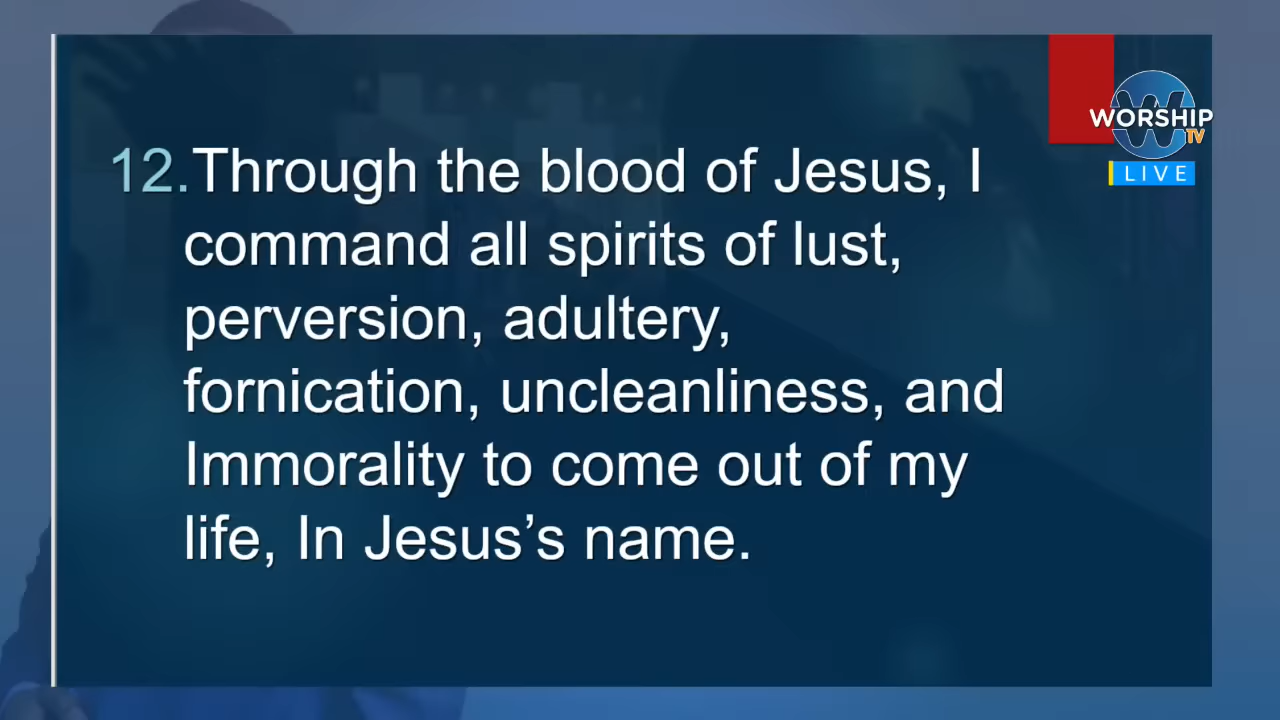 WORSHIP
TV
LIVE
12.Through the blood of Jesus, I
command all spirits of lust,
perversion, adultery,
fornication, uncleanliness, and
Immorality to come out of my
life, In Jesus’s name.